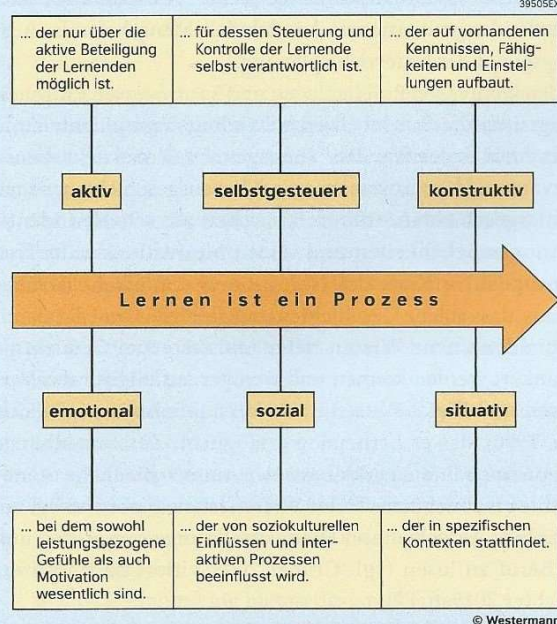 39505EX
... der nur über die
aktive Beteiligung
der Lernenden
möglich ist.
... für dessen Steuerung und
Kontrolle der Lernende
selbst verantwortlich ist.
... der auf vorhandenen
Kenntnissen, Fähig-
keiten und Einstel-
lungen aufbaut.
aktiv
selbstgesteuert
konstruktiv
Lernen ist ein Prozess
emotional
sozial
situativ
... bei dem sowohl
leistungsbezogene
Gefühle als auch
Motivation
wesentlich sind.
... der von soziokulturellen
Einflüssen und inter-
aktiven Prozessen
beeinflusst wird.
... der in spezifischen
Kontexten stattfindet.
© Westermann